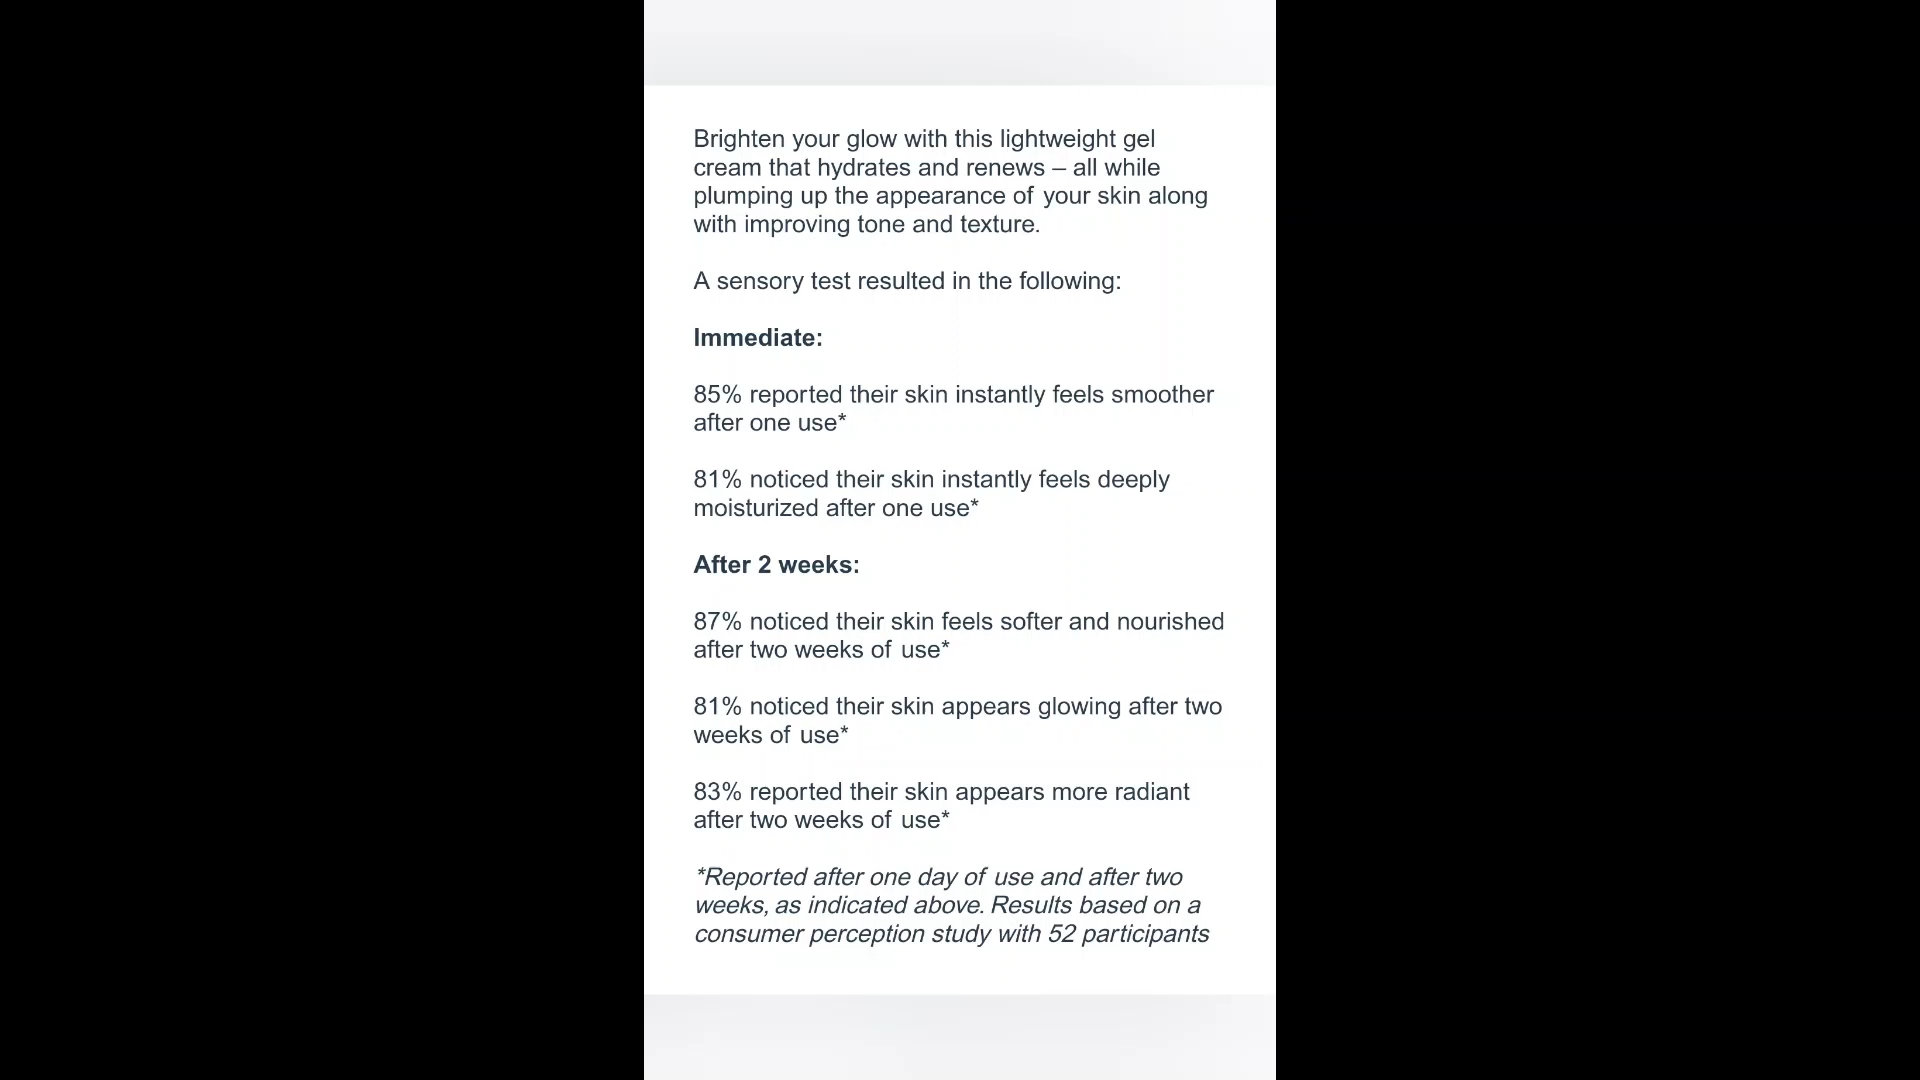 Brighten your glow with this lightweight gel
cream that hydrates and renews – all while
plumping up the appearance of your skin along
with improving tone and texture.
A sensory test resulted in the following:
Immediate:
85% reported their skin instantly feels smoother
after one use*
81% noticed their skin instantly feels deeply
moisturized after one use*
After 2 weeks:
87% noticed their skin feels softer and nourished
after two weeks of use*
81% noticed their skin appears glowing after two
weeks of use*
83% reported their skin appears more radiant
after two weeks of use*
*Reported after one day of use and after two
weeks, as indicated above. Results based on a
consumer perception study with 52 participants